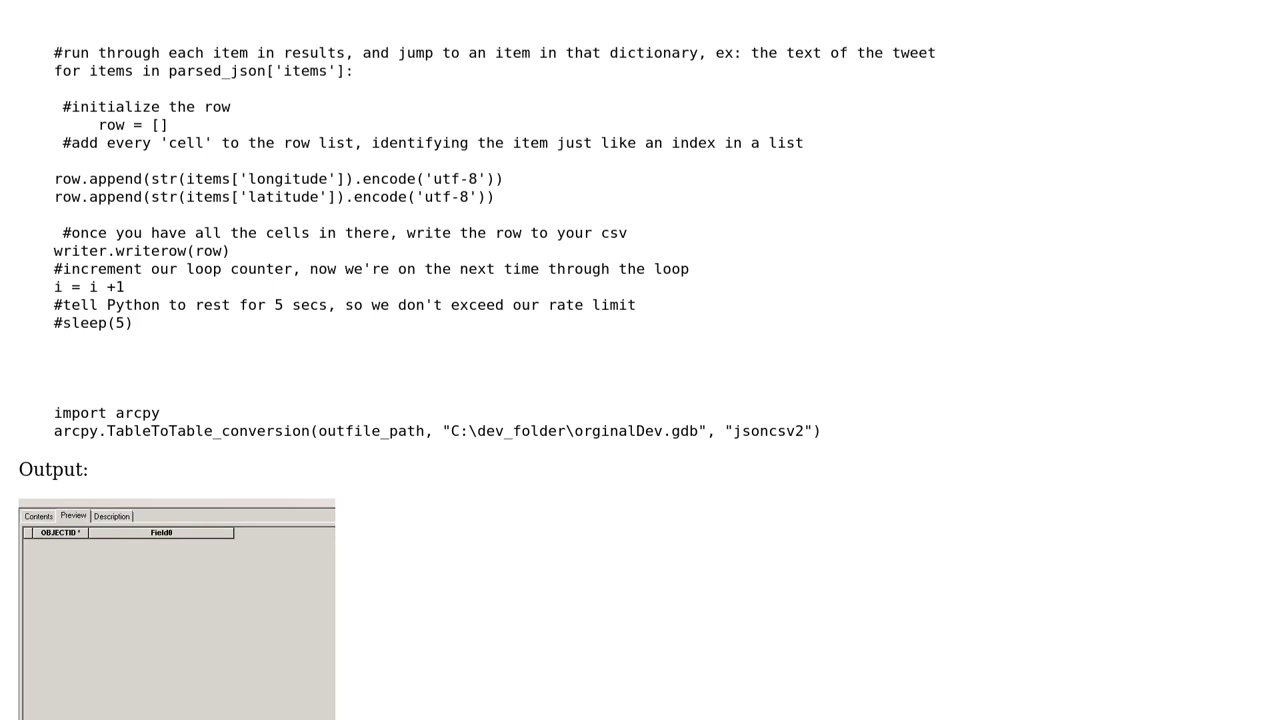 #run through each item in results, and jump to an item in that dictionary, ex: the text of the tweet
for items in parsed_json['items']:
#initialize the row
row = []
#add every 'cell' to the row list, identifying the item just like an index in a list
row.append(str(items['longitude']).encode('utf-8'))
row.append(str(items['latitude']).encode('utf-8'))
#once you have all the cells in there, write the row to your csv
writer.writerow(row)
#increment our loop counter, now we're on the next time through the loop
i = i +1
#tell Python to rest for 5 secs, so we don't exceed our rate limit
#sleep(5)
import arcpy
arcpy.TableToTable_conversion(outfile_path, "C:\dev_folder\orginalDev.gdb", "jsoncsv2")
Output:
Contents Preview Description
OBJECTID * Field0